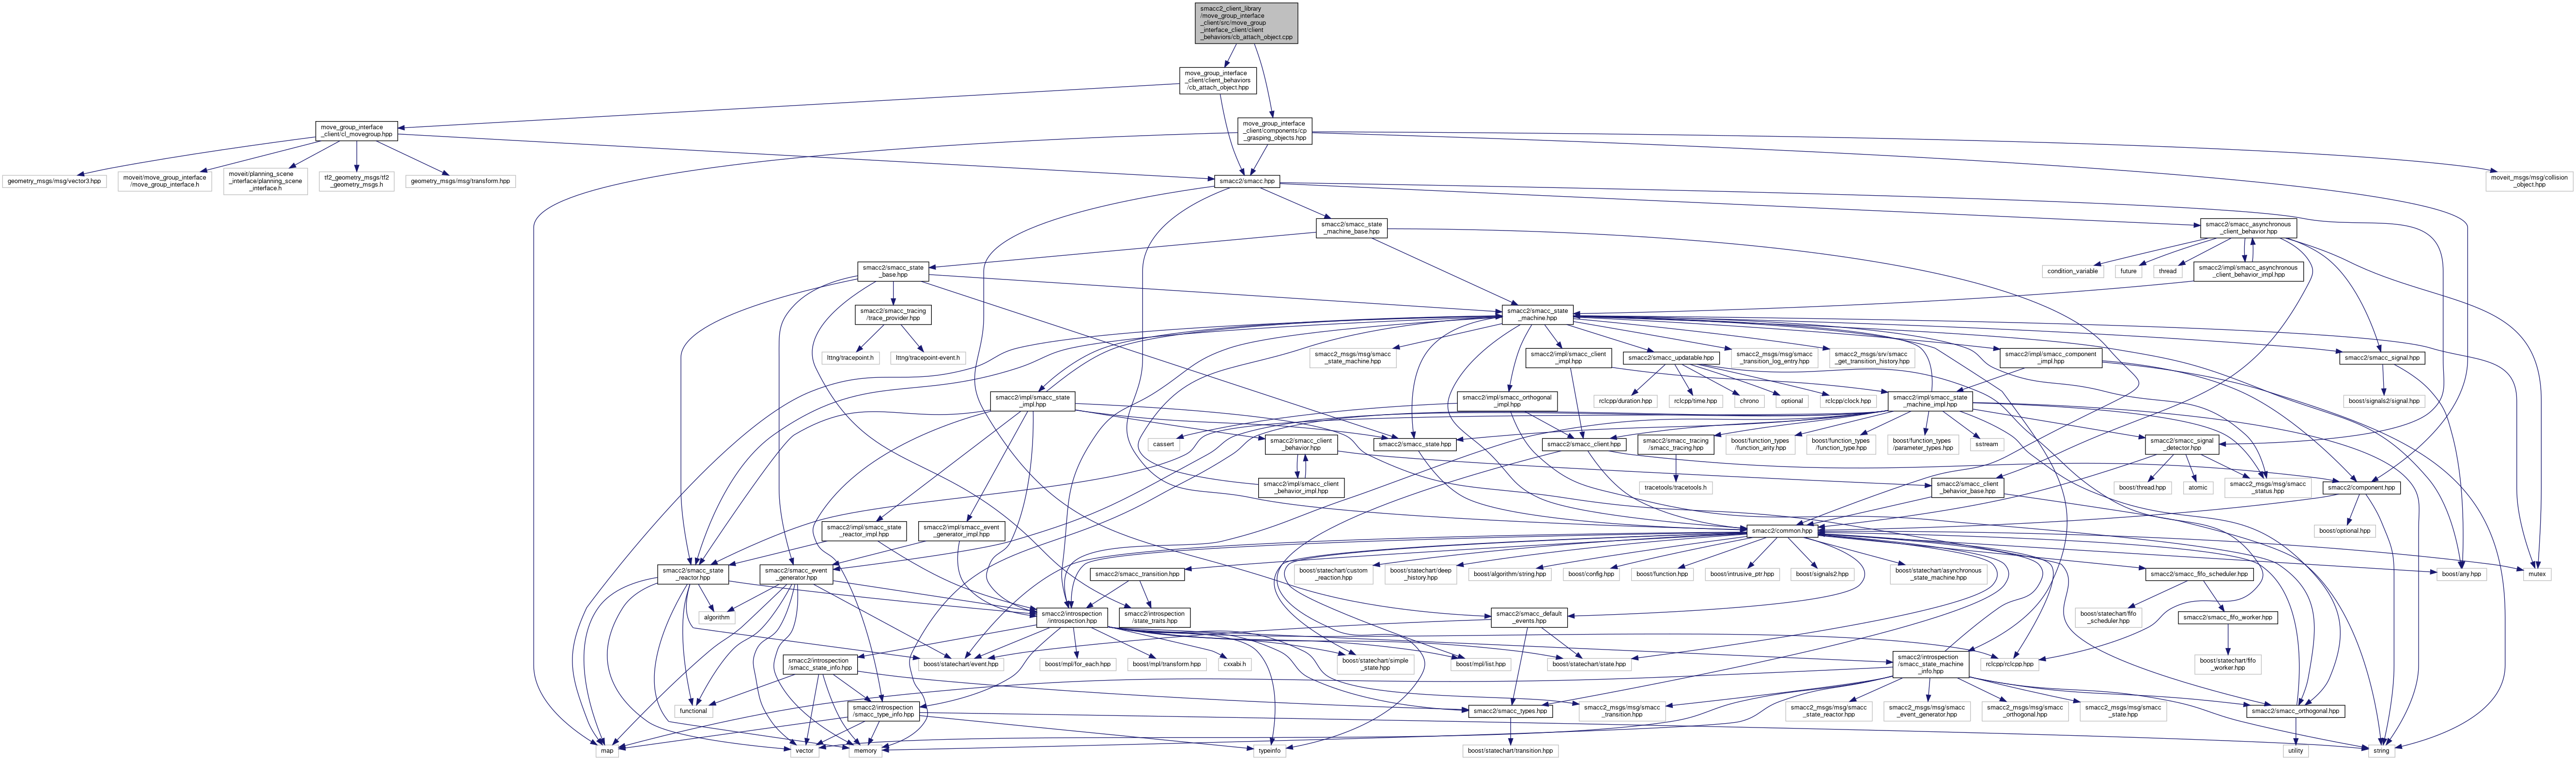 smacc2_client_library
/move_group_interface
_client/src/move_group
_interface_client/client
_behaviors/cb_attach_object.cpp
move_group_interface
_client/client_behaviors
/cb_attach_object.hpp
move_group_interface
_client/cl_movegroup.hpp
move_group_interface
_client/components/cp
_grasping_objects.hpp
geometry_msgs/msg/vector3.hpp
moveit/move_group_interface
/move_group_interface.h
moveit/planning_scene
_interface/planning_scene
_interface.h
tf2_geometry_msgs/tf2
_geometry_msgs.h
geometry_msgs/msg/transform.hpp
smacc2/smacc.hpp
moveit_msgs/msg/collision
_object.hpp
smacc2/smacc_state
_machine_base.hpp
smacc2/smacc_asynchronous
_client_behavior.hpp
smacc2/smacc_state
_base.hpp
condition_variable
future
thread
smacc2/impl/smacc_asynchronous
_client_behavior_impl.hpp
smacc2/smacc_tracing
/trace_provider.hpp
smacc2/smacc_state
_machine.hpp
lttng/tracepoint.h
lttng/tracepoint-event.h
smacc2_msgs/msg/smacc
_state_machine.hpp
smacc2/impl/smacc_client
_impl.hpp
smacc2/smacc_updatable.hpp
smacc2_msgs/msg/smacc
_transition_log_entry.hpp
smacc2_msgs/srv/smacc
_get_transition_history.hpp
smacc2/impl/smacc_component
_impl.hpp
smacc2/smacc_signal.hpp
smacc2/impl/smacc_state
_impl.hpp
smacc2/impl/smacc_orthogonal
_impl.hpp
rclcpp/duration.hpp
rclcpp/time.hpp
chrono
optional
rclcpp/clock.hpp
smacc2/impl/smacc_state
_machine_impl.hpp
boost/signals2/signal.hpp
cassert
smacc2/smacc_client
_behavior.hpp
smacc2/smacc_state.hpp
smacc2/smacc_client.hpp
smacc2/smacc_tracing
/smacc_tracing.hpp
boost/function_types
/function_arity.hpp
boost/function_types
/function_type.hpp
boost/function_types
/parameter_types.hpp
sstream
smacc2/smacc_signal
_detector.hpp
smacc2/impl/smacc_client
_behavior_impl.hpp
tracetools/tracetools.h
smacc2/smacc_client
_behavior_base.hpp
boost/thread.hpp
atomic
smacc2_msgs/msg/smacc
_status.hpp
smacc2/component.hpp
smacc2/impl/smacc_state
_reactor_impl.hpp
smacc2/impl/smacc_event
_generator_impl.hpp
smacc2/common.hpp
boost/optional.hpp
smacc2/smacc_state
_reactor.hpp
smacc2/smacc_event
_generator.hpp
smacc2/smacc_transition.hpp
boost/statechart/custom
_reaction.hpp
boost/statechart/deep
_history.hpp
boost/algorithm/string.hpp
boost/config.hpp
boost/function.hpp
boost/intrusive_ptr.hpp
boost/signals2.hpp
boost/statechart/asynchronous
_state_machine.hpp
smacc2/smacc_fifo_scheduler.hpp
boost/any.hpp
mutex
algorithm
smacc2/introspection
/introspection.hpp
smacc2/introspection
/state_traits.hpp
smacc2/smacc_default
_events.hpp
boost/statechart/fifo
_scheduler.hpp
smacc2/smacc_fifo_worker.hpp
smacc2/introspection
/smacc_state_info.hpp
boost/statechart/event.hpp
boost/mpl/for_each.hpp
boost/mpl/transform.hpp
cxxabi.h
boost/statechart/simple
_state.hpp
boost/mpl/list.hpp
boost/statechart/state.hpp
smacc2/introspection
/smacc_state_machine
_info.hpp
rclcpp/rclcpp.hpp
boost/statechart/fifo
_worker.hpp
functional
smacc2/introspection
/smacc_type_info.hpp
smacc2/smacc_types.hpp
smacc2_msgs/msg/smacc
_transition.hpp
smacc2_msgs/msg/smacc
_state_reactor.hpp
smacc2_msgs/msg/smacc
_event_generator.hpp
smacc2_msgs/msg/smacc
_orthogonal.hpp
smacc2_msgs/msg/smacc
_state.hpp
smacc2/smacc_orthogonal.hpp
map
vector
memory
typeinfo
boost/statechart/transition.hpp
utility
string